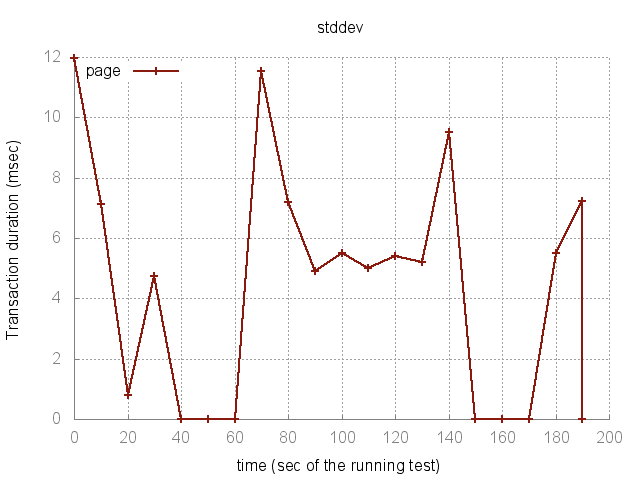 stddev
Transaction duration (msec)
12
10
8
6
4
2
0
page
0 20 40 60 80 100 120 140 160 180 200
time (sec of the running test)